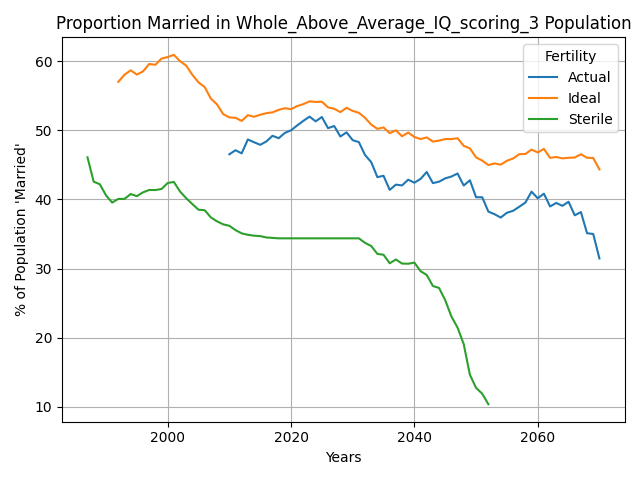 Proportion Married in Whole_Above_Average_IQ_scoring_3 Population
Fertility
Actual
Ideal
Sterile
% of Population 'Married'
60
50
40
30
20
10
2000
2020
2040
2060
Years